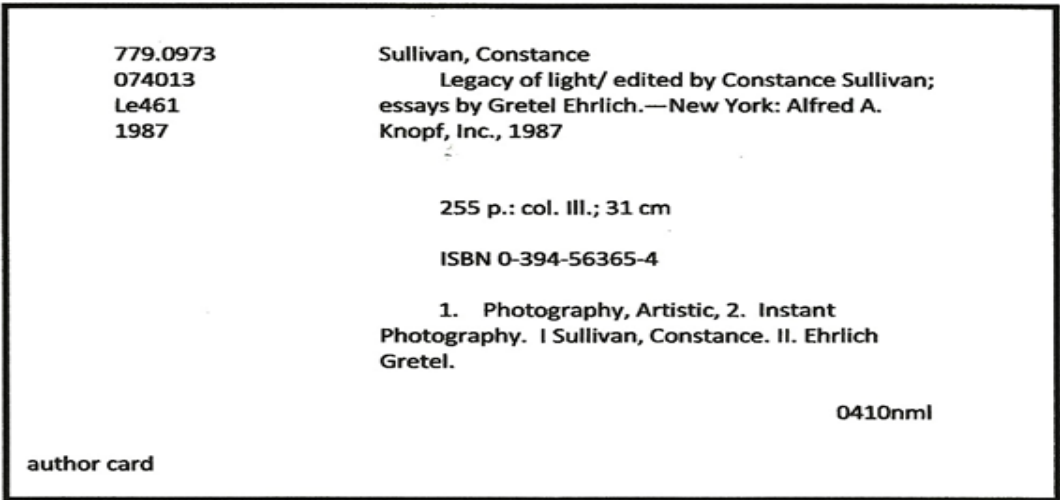 779.0973
074013
Le461
1987
Sullivan, Constance
Legacy of light/ edited by Constance Sullivan;
essays by Gretel Ehrlich.—New York: Alfred A.
Knopf, Inc., 1987
255 p.: col. Ill.; 31 cm
ISBN 0-394-56365-4
1. Photography, Artistic, 2. Instant
Photography. I Sullivan, Constance. II. Ehrlich
Gretel.
0410nml
author card